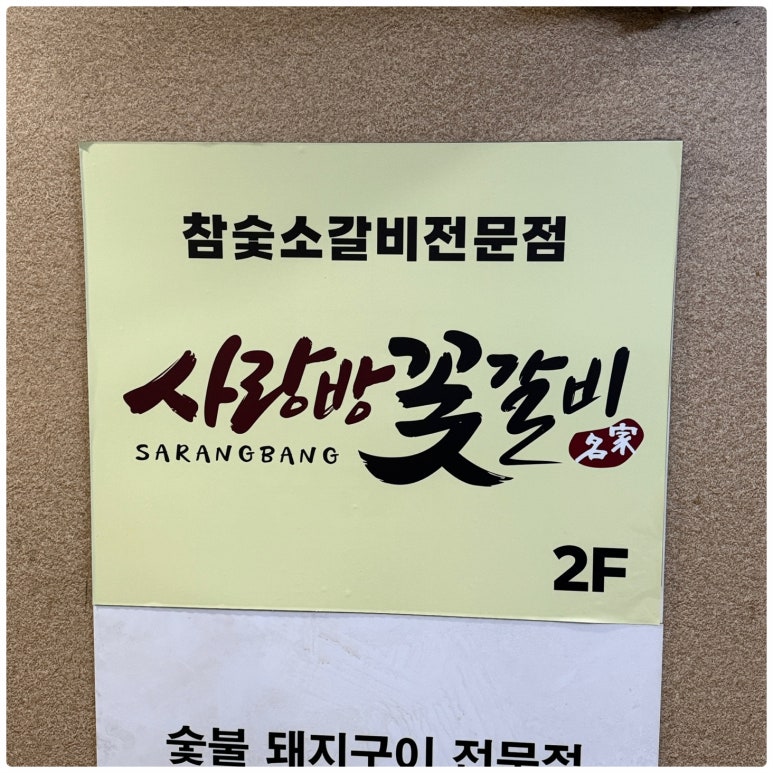 참숯소갈비전문점
사랑방꽃갈비
SARANGBANG
名家
2F
숯불 돼지구이 전문점